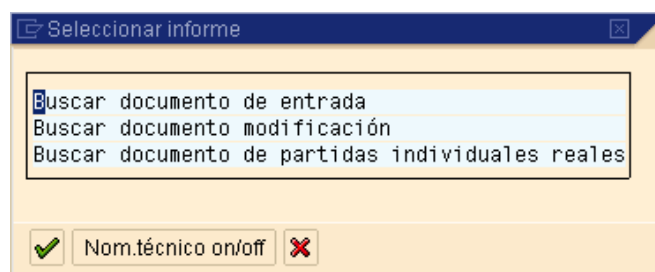 Seleccionar informe
Buscar documento de entrada
Buscar documento modificación
Buscar documento de partidas individuales reales
Nom.técnico on/off